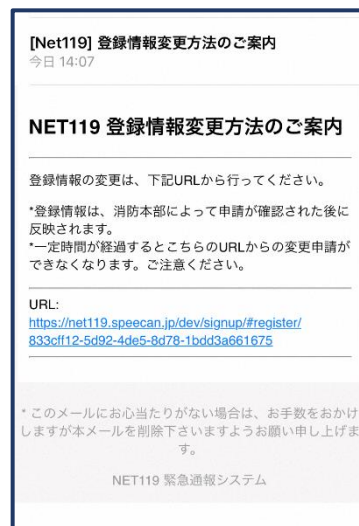 [Net119] 登録情報変更方法のご案内
今日 14:07
NET119 登録情報変更方法のご案内
登録情報の変更は、下記URLから行ってください。
*登録情報は、消防本部によって申請が確認された後に
反映されます。
*一定時間が経過するとこちらのURLからの変更申請が
できなくなります。ご注意ください。
URL:
https://net119.speecan.jp/dev/signup/#register/
833cff12-5d92-4de5-8d78-1bdd3a661675
* このメールにお心当たりがない場合は、お手数をおかけ
しますが本メールを削除下さいますようお願い申し上げま
す。
NET119 緊急通報システム